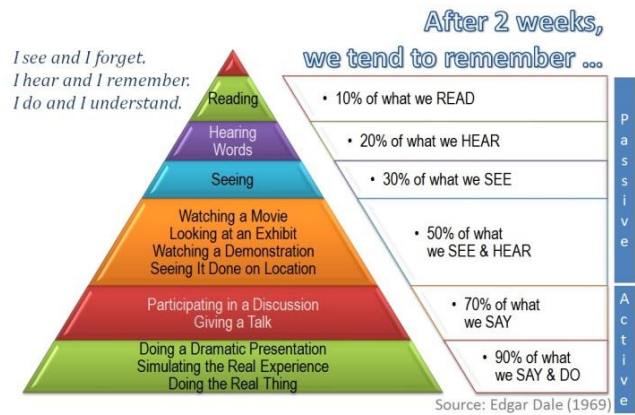 After 2 weeks,
we tend to remember ...
I see and I forget.
I hear and I remember.
I do and I understand.
Reading
• 10% of what we READ
Hearing
Words
• 20% of what we HEAR
Seeing
• 30% of what we SEE
Watching a Movie
Looking at an Exhibit
Watching a Demonstration
Seeing It Done on Location
• 50% of what
we SEE & HEAR
Passive
Participating in a Discussion
Giving a Talk
• 70% of what
we SAY
Doing a Dramatic Presentation
Simulating the Real Experience
Doing the Real Thing
• 90% of what
we SAY & DO
Active
Source: Edgar Dale (1969)